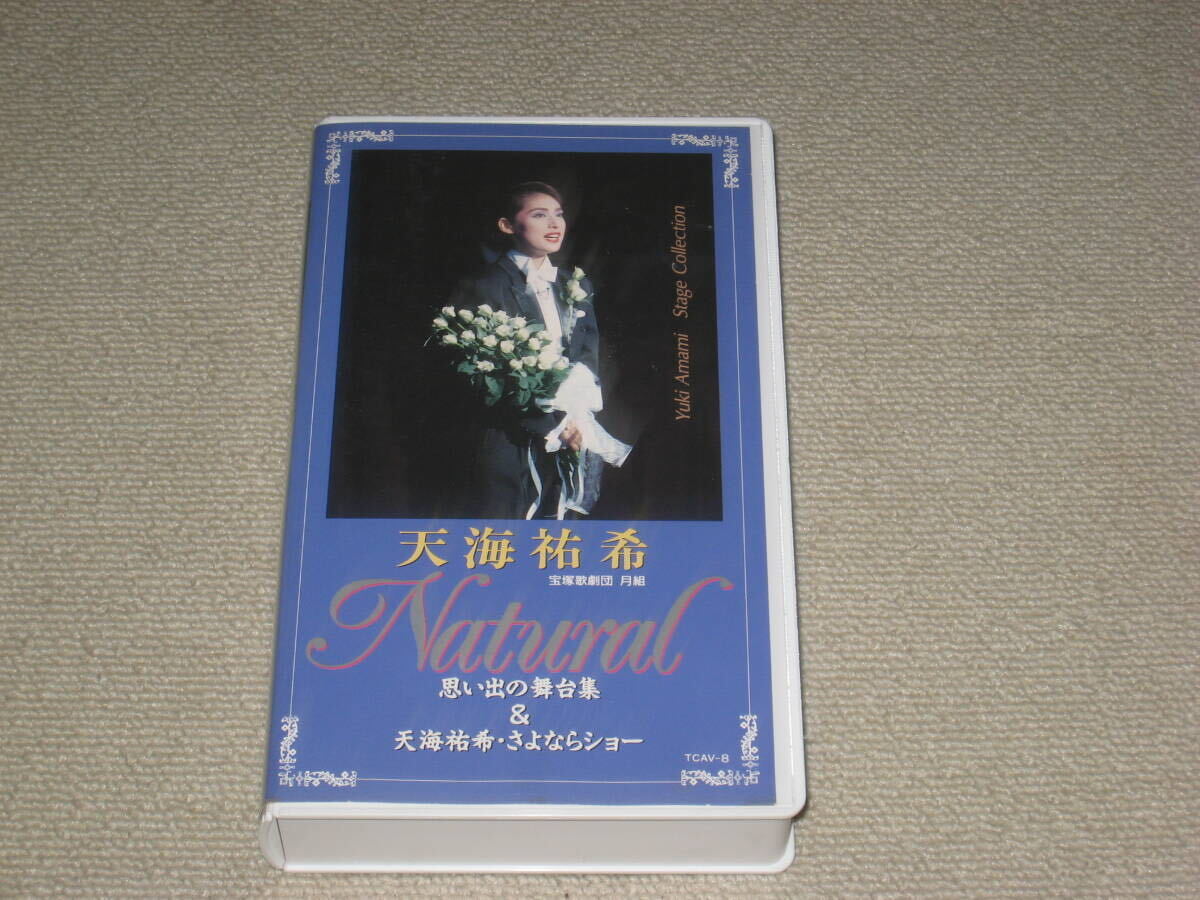 Yuki Amami Stage Collection
天海祐希
宝塚歌劇団 月組
Natural
思い出の舞台集
&
天海祐希・さよならショー
TCAV-8